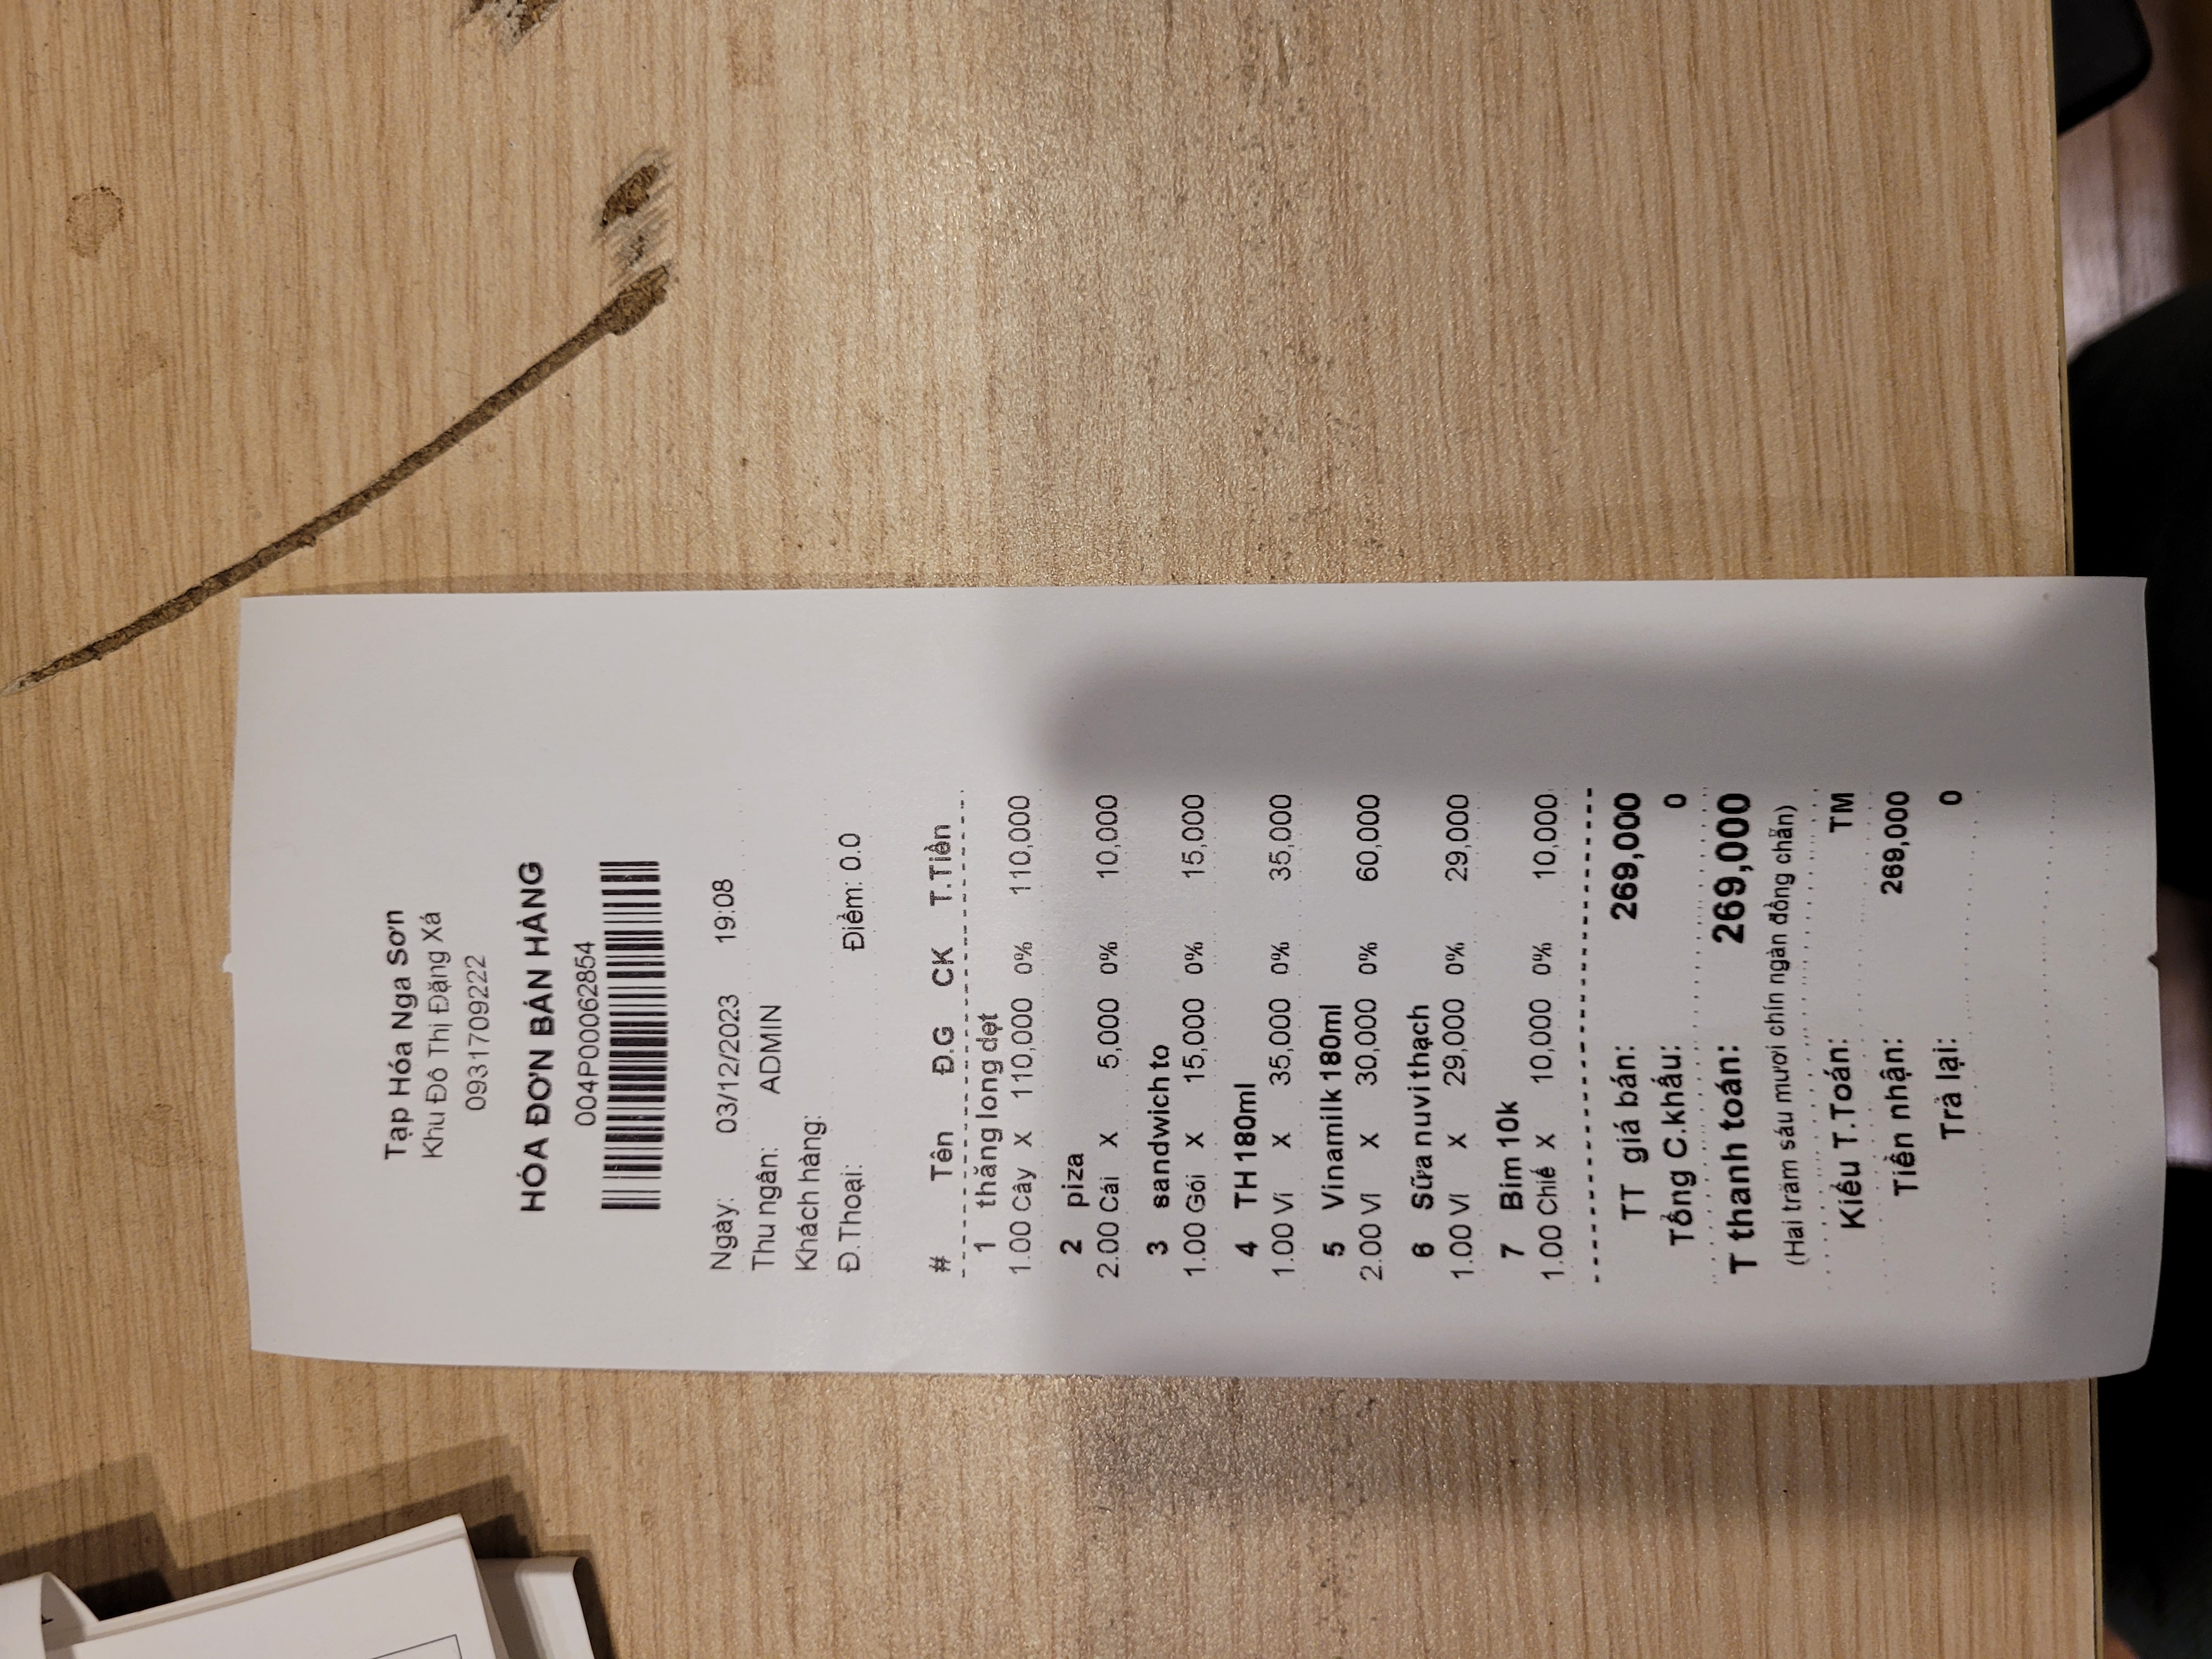 Tạp Hóa Nga Sơn
Khu Đô Thị Đặng Xá
0931709222
HÓA ĐƠN BÁN HÀNG
004P00062854
Ngày: 03/12/2023 19:08
Thu ngân: ADMIN
Khách hàng:
Đ.Thoại: Điểm: 0.0
# Tên Đ.G CK T.Tiền
1 thăng long dẹt
1.00 Cây X 110,000 0% 110,000
2 piza
2.00 Cái X 5,000 0% 10,000
3 sandwich to
1.00 Gói X 15,000 0% 15,000
4 TH 180ml
1.00 Vỉ X 35,000 0% 35,000
5 Vinamilk 180ml
2.00 Vỉ X 30,000 0% 60,000
6 Sữa nuvi thạch
1.00 Vỉ X 29,000 0% 29,000
7 Bim 10k
1.00 Chiế X 10,000 0% 10,000
TT giá bán: 269,000
Tổng C.khấu: 0
T thanh toán: 269,000
(Hai trăm sáu mươi chín ngàn đồng chẵn)
Kiểu T.Toán: TM
Tiền nhận: 269,000
Trả lại: 0